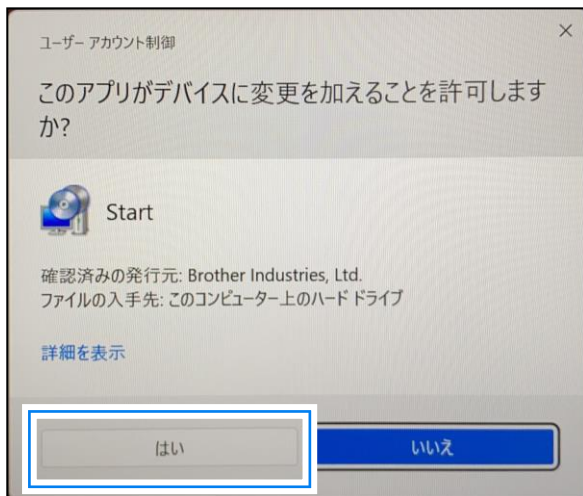 ユーザー アカウント制御
このアプリがデバイスに変更を加えることを許可します
か?
Start
確認済みの発行元: Brother Industries, Ltd.
ファイルの入手先: このコンピューター上のハード ドライブ
詳細を表示
はい
いいえ